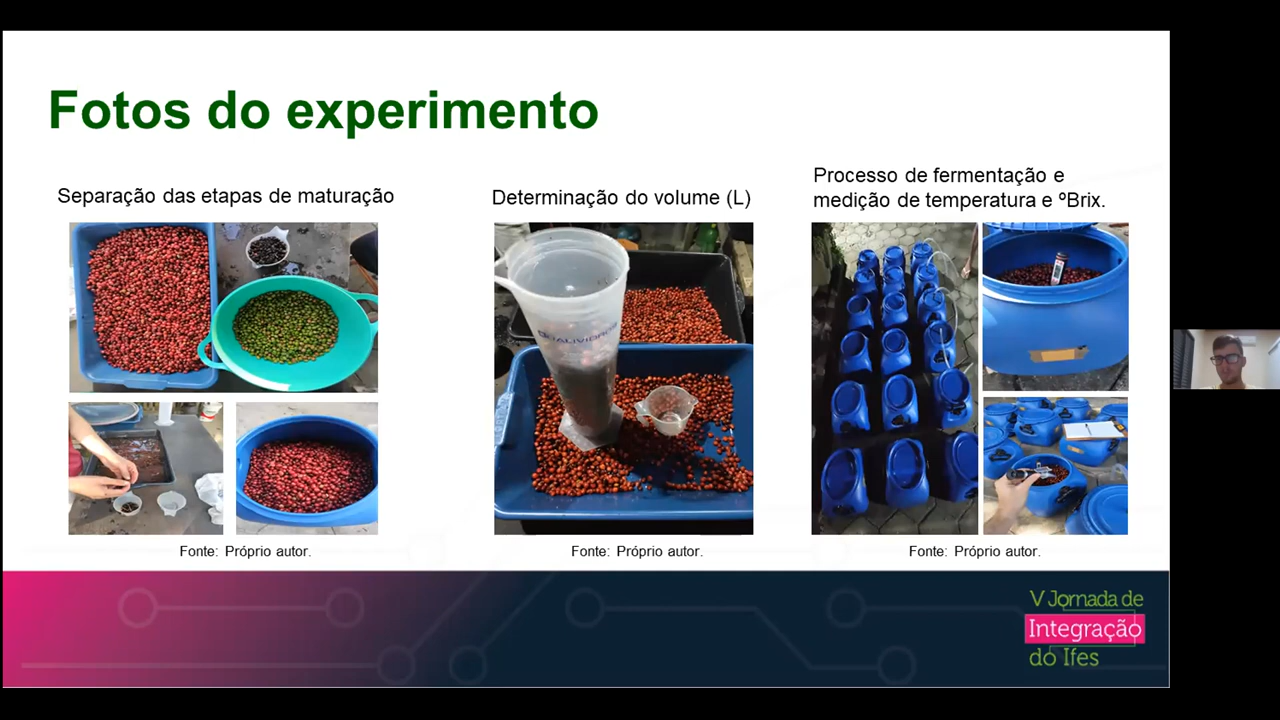 Fotos do experimento
Separação das etapas de maturação
Fonte: Próprio autor.
Determinação do volume (L)
QUALIVIDROS
Fonte: Próprio autor.
Processo de fermentação e
medição de temperatura e ºBrix.
Fonte: Próprio autor.
V Jornada de
Integração
do Ifes